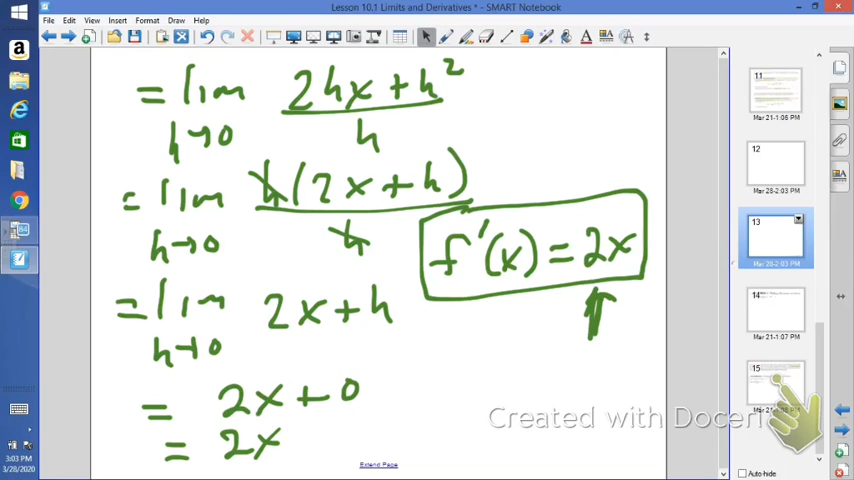 Lesson 10.1 Limits and Derivatives * - SMART Notebook
File Edit View Insert Format Tools Add-ons Help
= lim 2hx + h²
h→0 h
= lim h(2x + h)
h→0 h
f'(x) = 2x
= lim 2x + h
h→0
= 2x + 0
= 2x
Extend Page
Created with Doceri
11
Mar 21-1:06 PM
12
Mar 28-2:03 PM
13
Mar 28-2:03 PM
14
Mar 21-1:07 PM
15
Auto-hide
3:03 PM
3/28/2020